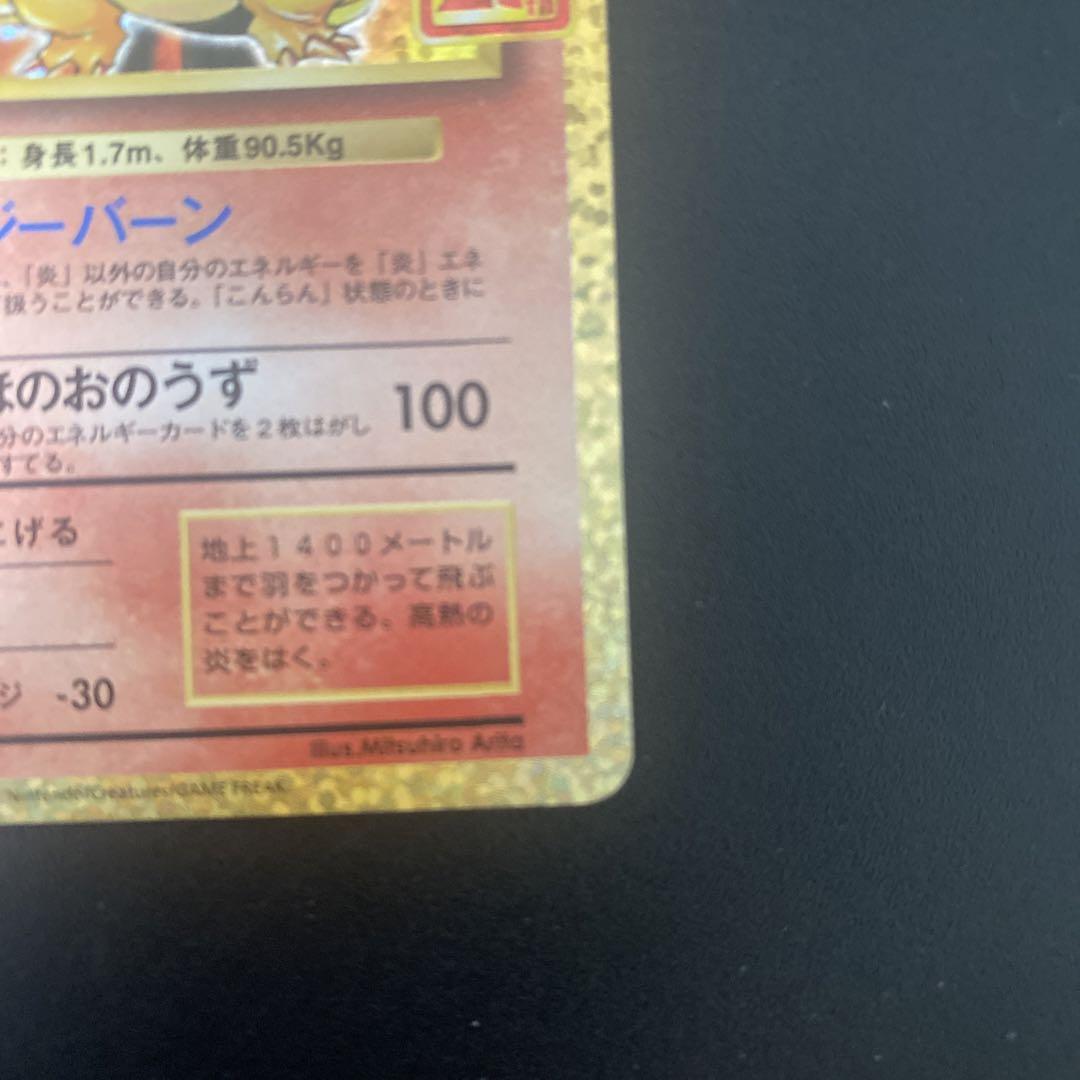 ：身長1.7m、体重90.5Kg
ジーバーン
、「炎」以外の自分のエネルギーを「炎」エネ
扱うことができる。「こんらん」状態のときに
ほのおのうず
100
分のエネルギーカードを２枚はがし
すてる。
にげる
地上１４００メートル
まで羽をつかって飛ぶ
ことができる。高熱の
炎をはく。
ジ -30
Illus.Mitsuhiro Arita
Nintendo/Creatures/GAME FREAK